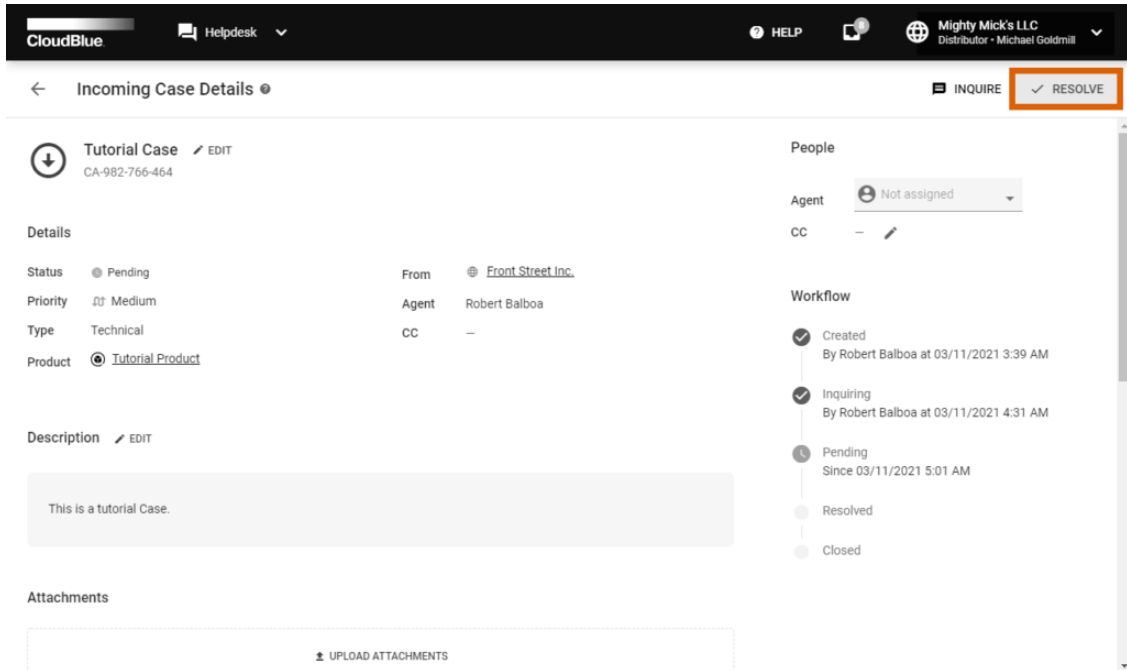 CloudBlue.
Helpdesk
HELP
Mighty Mick's LLC
Distributor • Michael Goldmill
Incoming Case Details
INQUIRE
RESOLVE
Tutorial Case EDIT
CA-982-766-464
Details
Status Pending
Priority Medium
Type Technical
Product Tutorial Product
From Front Street Inc.
Agent Robert Balboa
CC —
Description EDIT
This is a tutorial Case.
Attachments
UPLOAD ATTACHMENTS
People
Agent Not assigned
CC —
Workflow
Created
By Robert Balboa at 03/11/2021 3:39 AM
Inquiring
By Robert Balboa at 03/11/2021 4:31 AM
Pending
Since 03/11/2021 5:01 AM
Resolved
Closed